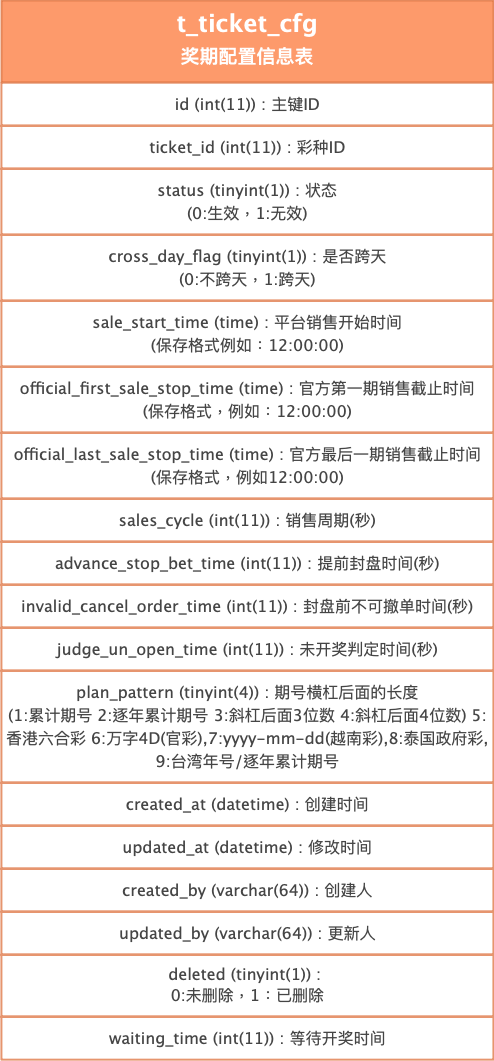 t_ticket_cfg
奖期配置信息表
id (int(11)) : 主键ID
ticket_id (int(11)) : 彩种ID
status (tinyint(1)) : 状态
(0:生效，1:无效)
cross_day_flag (tinyint(1)) : 是否跨天
(0:不跨天，1:跨天)
sale_start_time (time) : 平台销售开始时间
(保存格式例如：12:00:00)
official_first_sale_stop_time (time) : 官方第一期销售截止时间
(保存格式，例如：12:00:00)
official_last_sale_stop_time (time) : 官方最后一期销售截止时间
(保存格式，例如12:00:00)
sales_cycle (int(11)) : 销售周期(秒)
advance_stop_bet_time (int(11)) : 提前封盘时间(秒)
invalid_cancel_order_time (int(11)) : 封盘前不可撤单时间(秒)
judge_un_open_time (int(11)) : 未开奖判定时间(秒)
plan_pattern (tinyint(4)) : 期号横杠后面的长度
(1:累计期号 2:逐年累计期号 3:斜杠后面3位数 4:斜杠后面4位数) 5:
香港六合彩 6:万字4D(官彩),7:yyyy-mm-dd(越南彩),8:泰国政府彩,
9:台湾年号/逐年累计期号
created_at (datetime) : 创建时间
updated_at (datetime) : 修改时间
created_by (varchar(64)) : 创建人
updated_by (varchar(64)) : 更新人
deleted (tinyint(1)) :
0:未删除，1：已删除
waiting_time (int(11)) : 等待开奖时间